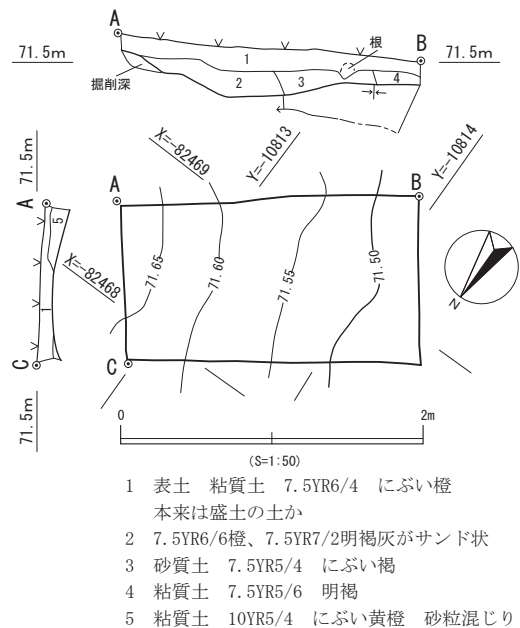 A
B
71.5m
71.5m
1
根
掘削深
2
3
4
71.5m
X=-82469
Y=-10813
Y=-10814
A
A
B
5
X=-82468
71.65
71.60
71.55
71.50
N
1
C
C
71.5m
0
2m
(S=1:50)
1 表土 粘質土 7.5YR6/4 にぶい橙
本来は盛土の土か
2 7.5YR6/6橙、7.5YR7/2明褐灰がサンド状
3 砂質土 7.5YR5/4 にぶい褐
4 粘質土 7.5YR5/6 明褐
5 粘質土 10YR5/4 にぶい黄橙 砂粒混じり